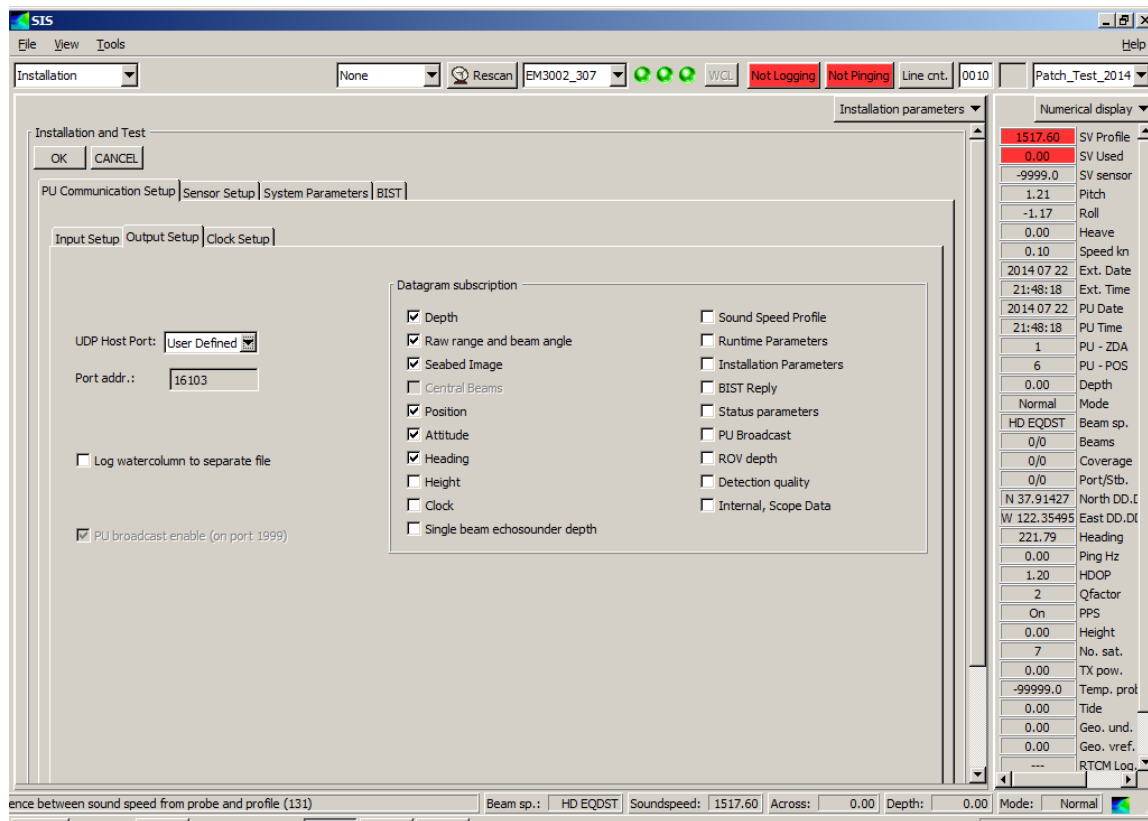 SIS
File View Tools Help
Installation None Rescan EM3002_307 WCL Not Logging Not Pinging Line cnt. 0010 Patch_Test_2014
Installation parameters Numerical display
Installation and Test
OK CANCEL
PU Communication Setup Sensor Setup System Parameters BIST
Input Setup Output Setup Clock Setup
UDP Host Port: User Defined
Port addr.: 16103
Log watercolumn to separate file
PU broadcast enable (on port 1999)
Datagram subscription
Depth
Raw range and beam angle
Seabed Image
Central Beams
Position
Attitude
Heading
Height
Clock
Single beam echosounder depth
Sound Speed Profile
Runtime Parameters
Installation Parameters
BIST Reply
Status parameters
PU Broadcast
ROV depth
Detection quality
Internal, Scope Data
1517.60 SV Profile
0.00 SV Used
-9999.0 SV sensor
1.21 Pitch
-1.17 Roll
0.00 Heave
0.10 Speed kn
2014 07 22 Ext. Date
21:48:18 Ext. Time
2014 07 22 PU Date
21:48:18 PU Time
1 PU - ZDA
6 PU - POS
0.00 Depth
Normal Mode
HD EQDST Beam sp.
0/0 Beams
0/0 Coverage
0/0 Port/Stb.
N 37.91427 North DD.
W 122.35495 East DD.
221.79 Heading
0.00 Ping Hz
1.20 HDOP
2 Qfactor
On PPS
0.00 Height
7 No. sat.
0.00 TX pow.
-99999.0 Temp.
0.00 Tide
0.00 Geo. und.
0.00 Geo. vref.
--- RTCM Log.
ence between sound speed from probe and profile (131) Beam sp.: HD EQDST Soundspeed: 1517.60 Across: 0.00 Depth: 0.00 Mode: Normal